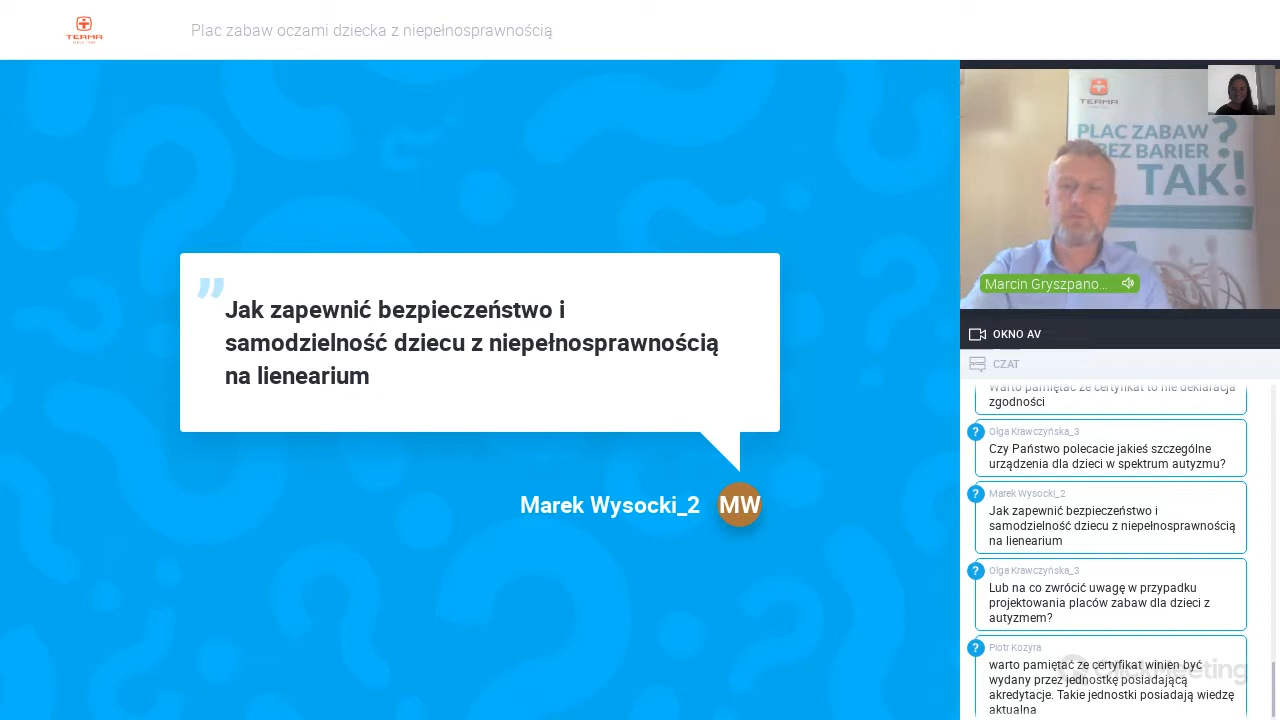 TERMA
Plac zabaw oczami dziecka z niepełnosprawnością
Jak zapewnić bezpieczeństwo i
samodzielność dziecu z niepełnosprawnością
na lienearium
Marek Wysocki_2
MW
TERMA
PLAC ZABAW
BEZ BARIER ?
TAK!
Marcin Gryszpano...
OKNO AV
CZAT
Warto pamiętać że certyfikat to nie deklaracja
zgodności
?
Olga Krawczyńska_3
Czy Państwo polecacie jakieś szczególne
urządzenia dla dzieci w spektrum autyzmu?
?
Marek Wysocki_2
Jak zapewnić bezpieczeństwo i
samodzielność dziecu z niepełnosprawnością
na lienearium
?
Olga Krawczyńska_3
Lub na co zwrócić uwagę w przypadku
projektowania placów zabaw dla dzieci z
autyzmem?
?
Piotr Kozyra
warto pamiętać że certyfikat winien być
wydany przez jednostkę posiadającą
akredytacje. Takie jednostki posiadają wiedzę
aktualna
ClickMeeting